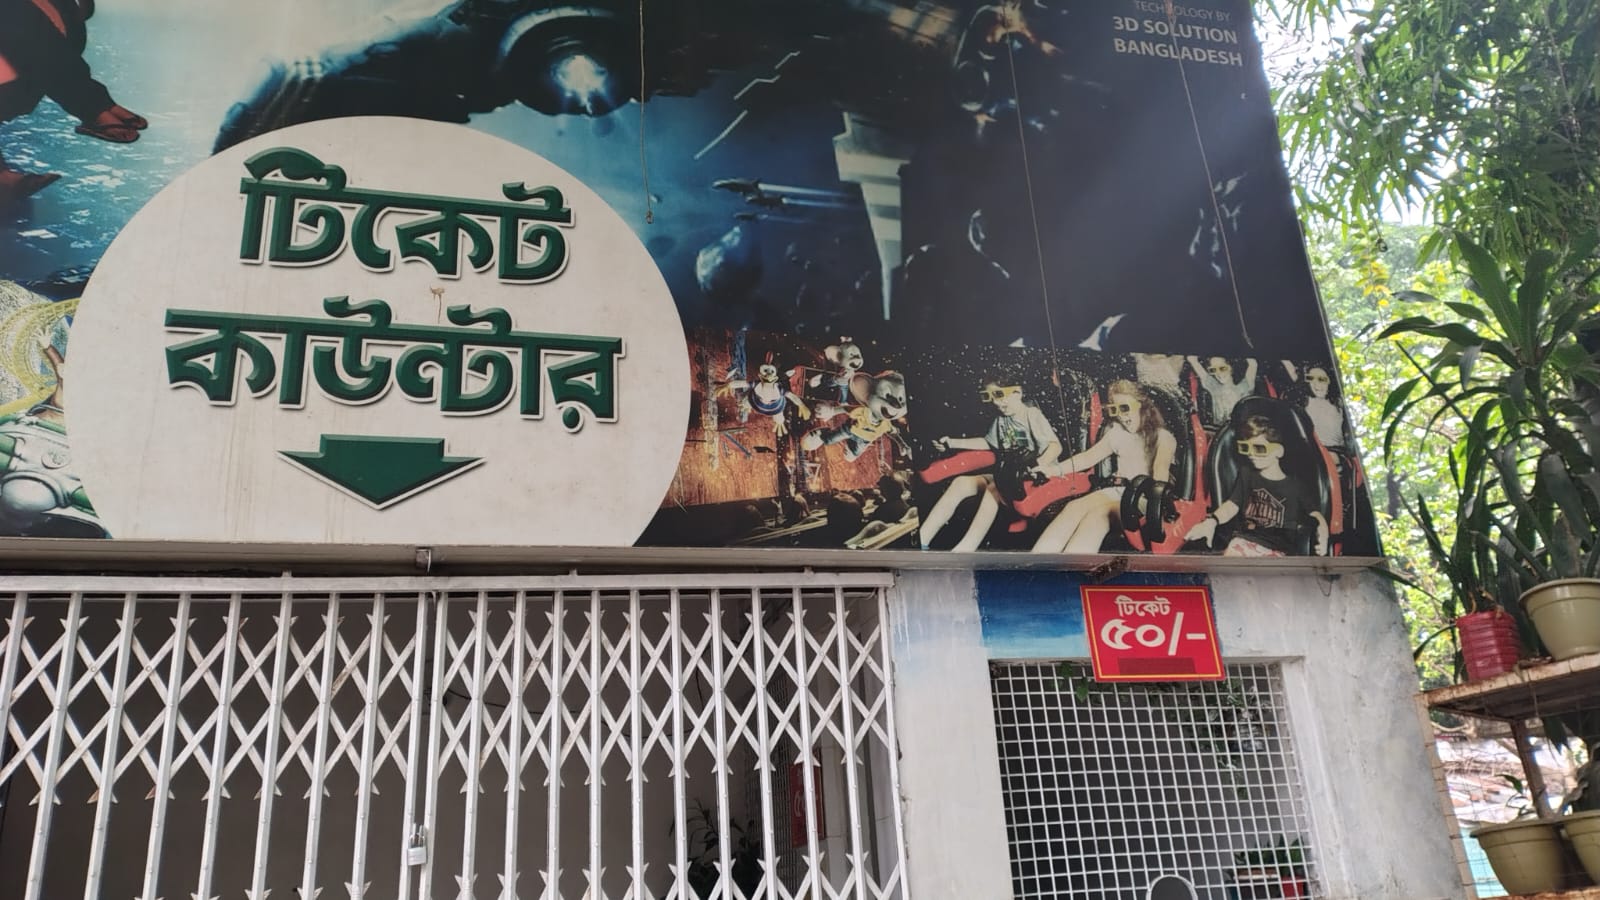 TECHNOLOGY BY
3D SOLUTION
BANGLADESH
টিকেট
কাউন্টার
টিকেট
৫০/-